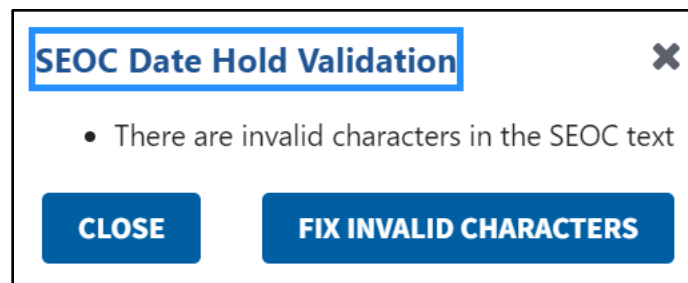 SEOC Date Hold Validation
There are invalid characters in the SEOC text
CLOSE
FIX INVALID CHARACTERS